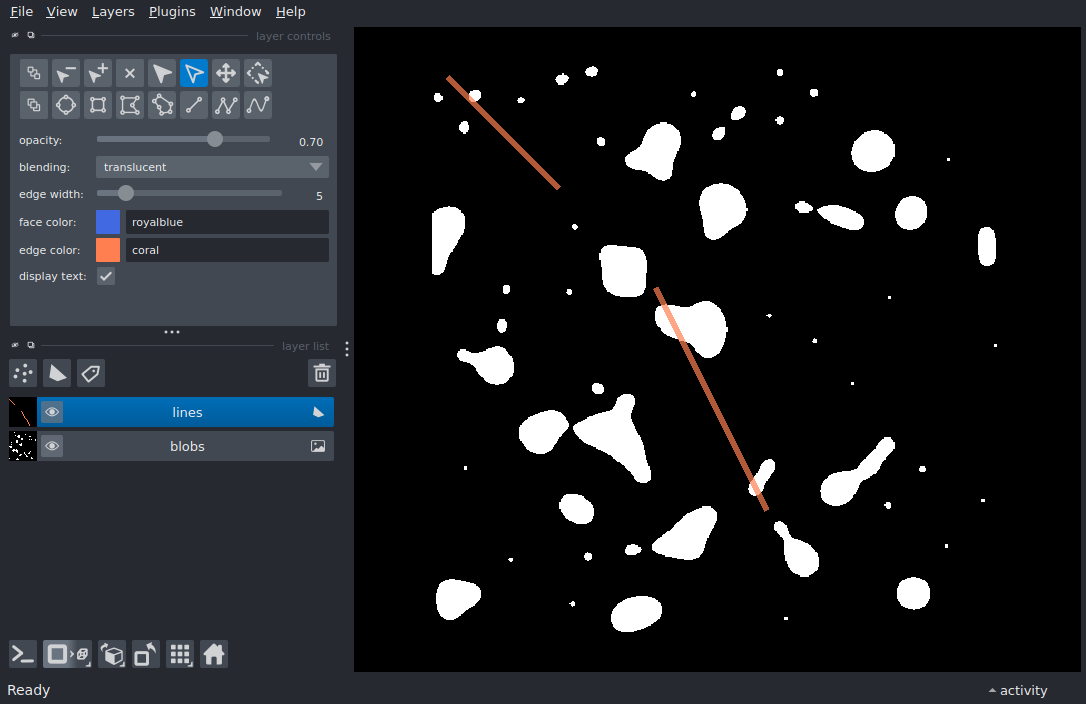 File View Layers Plugins Window Help
layer controls
opacity: 0.70
blending: translucent
edge width: 5
face color: royalblue
edge color: coral
display text:
layer list
lines
blobs
Ready
activity